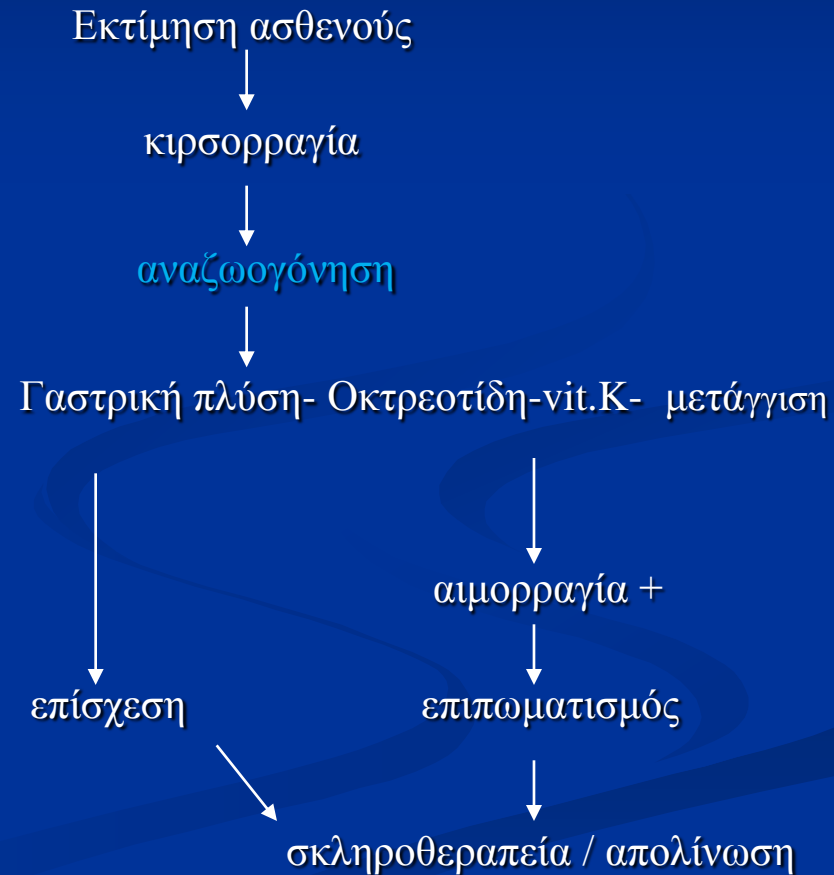 Εκτίμηση ασθενούς
κιρσορραγία
αναζωογόνηση
Γαστρική πλύση- Οκτρεοτίδη-vit.K- μετάγγιση
αιμορραγία +
επίσχεση επιπωματισμός
σκληροθεραπεία / απολίνωση